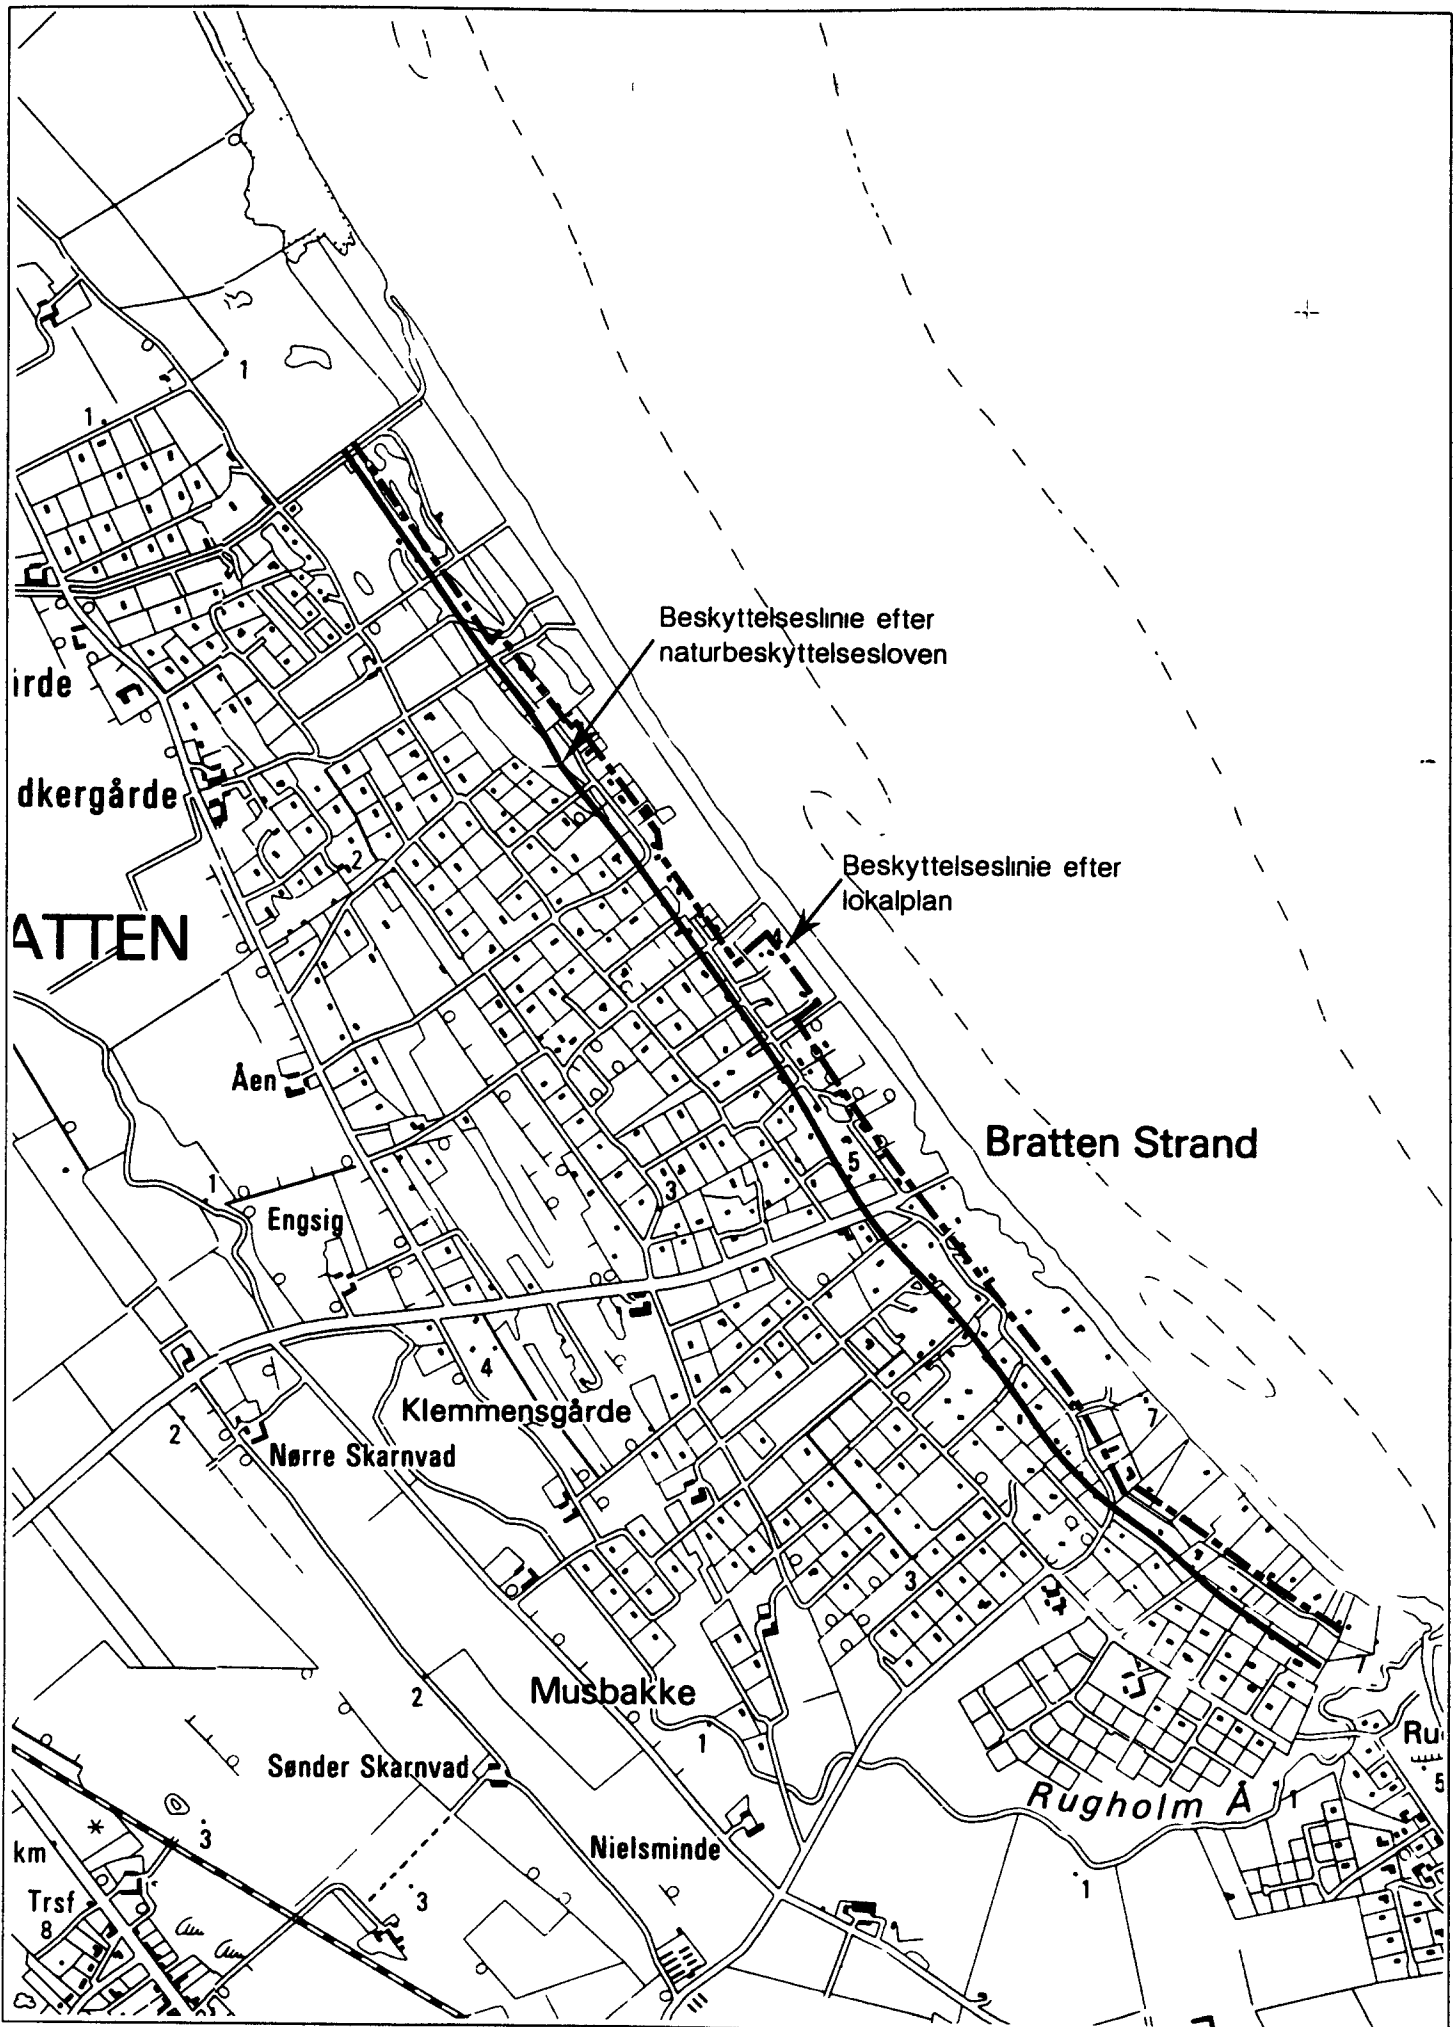 1
1
Beskyttelseslinie efter
naturbeskyttelsesloven
irde
dkergårde
2
Beskyttelseslinie efter
lokalplan
4
ATTEN
Åen
Bratten Strand
5
1
3
Engsig
4
Klemmensgårde
7
2
Nørre Skarnvad
3
2
Musbakke
1
1
Ru
Sønder Skarnvad
5
Rugholm Å
1
3
km
Nielsminde
Trsf
3
1
8